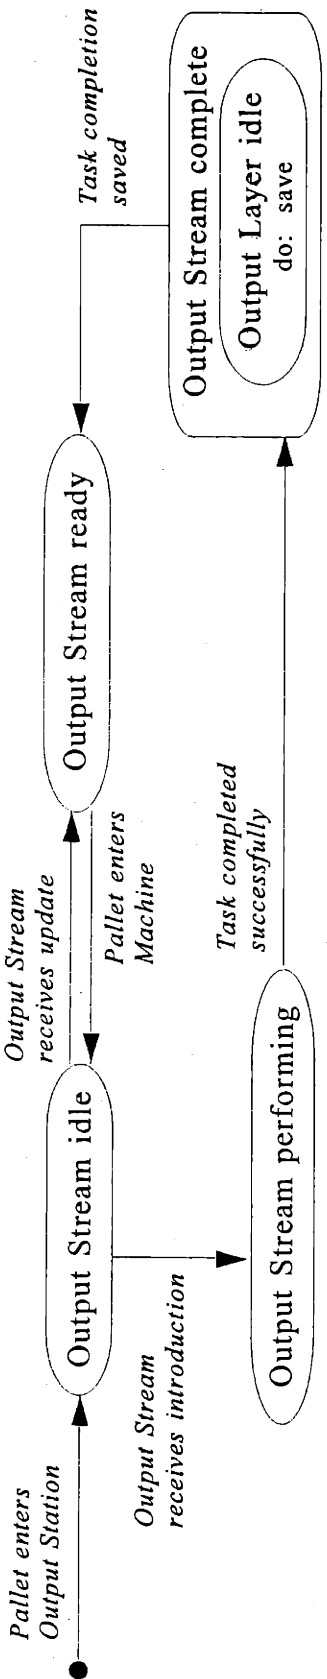 Pallet enters
Output Station
Output Stream idle
Output Stream
receives update
Pallet enters
Machine
Output Stream ready
Task completion
saved
Output Stream
receives introduction
Output Stream performing
Task completed
successfully
Output Stream complete
Output Layer idle
do: save